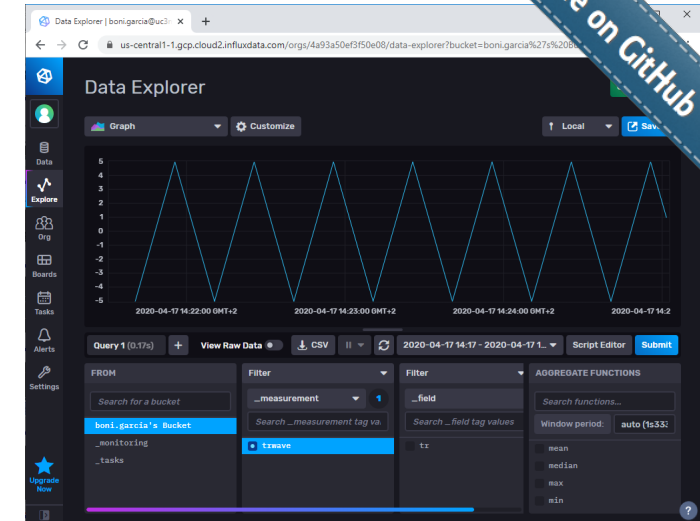 Data Explorer | boni.garcia@uc3m
us-central1-1.gcp.cloud2.influxdata.com/orgs/4a93a50ef3f50e08/data-explorer?bucket=boni.garcia%27s%20Bu
on GitHub
Data Explorer
Graph
Customize
Local
Save
Data
Explore
Org
Boards
Tasks
Alerts
Settings
Upgrade
Now
5
4
3
2
1
0
-1
-2
-3
-4
-5
2020-04-17 14:22:00 GMT+2
2020-04-17 14:23:00 GMT+2
2020-04-17 14:24:00 GMT+2
2020-04-17 14:2
Query 1 (0.17s)
+
View Raw Data
CSV
2020-04-17 14:17 - 2020-04-17 1...
Script Editor
Submit
FROM
Search for a bucket
boni.garcia's Bucket
_monitoring
_tasks
Filter
_measurement
1
Search _measurement tag va
trwave
Filter
_field
Search _field tag values
tr
AGGREGATE FUNCTIONS
Search functions...
Window period:
auto (1s333
mean
median
max
min
?